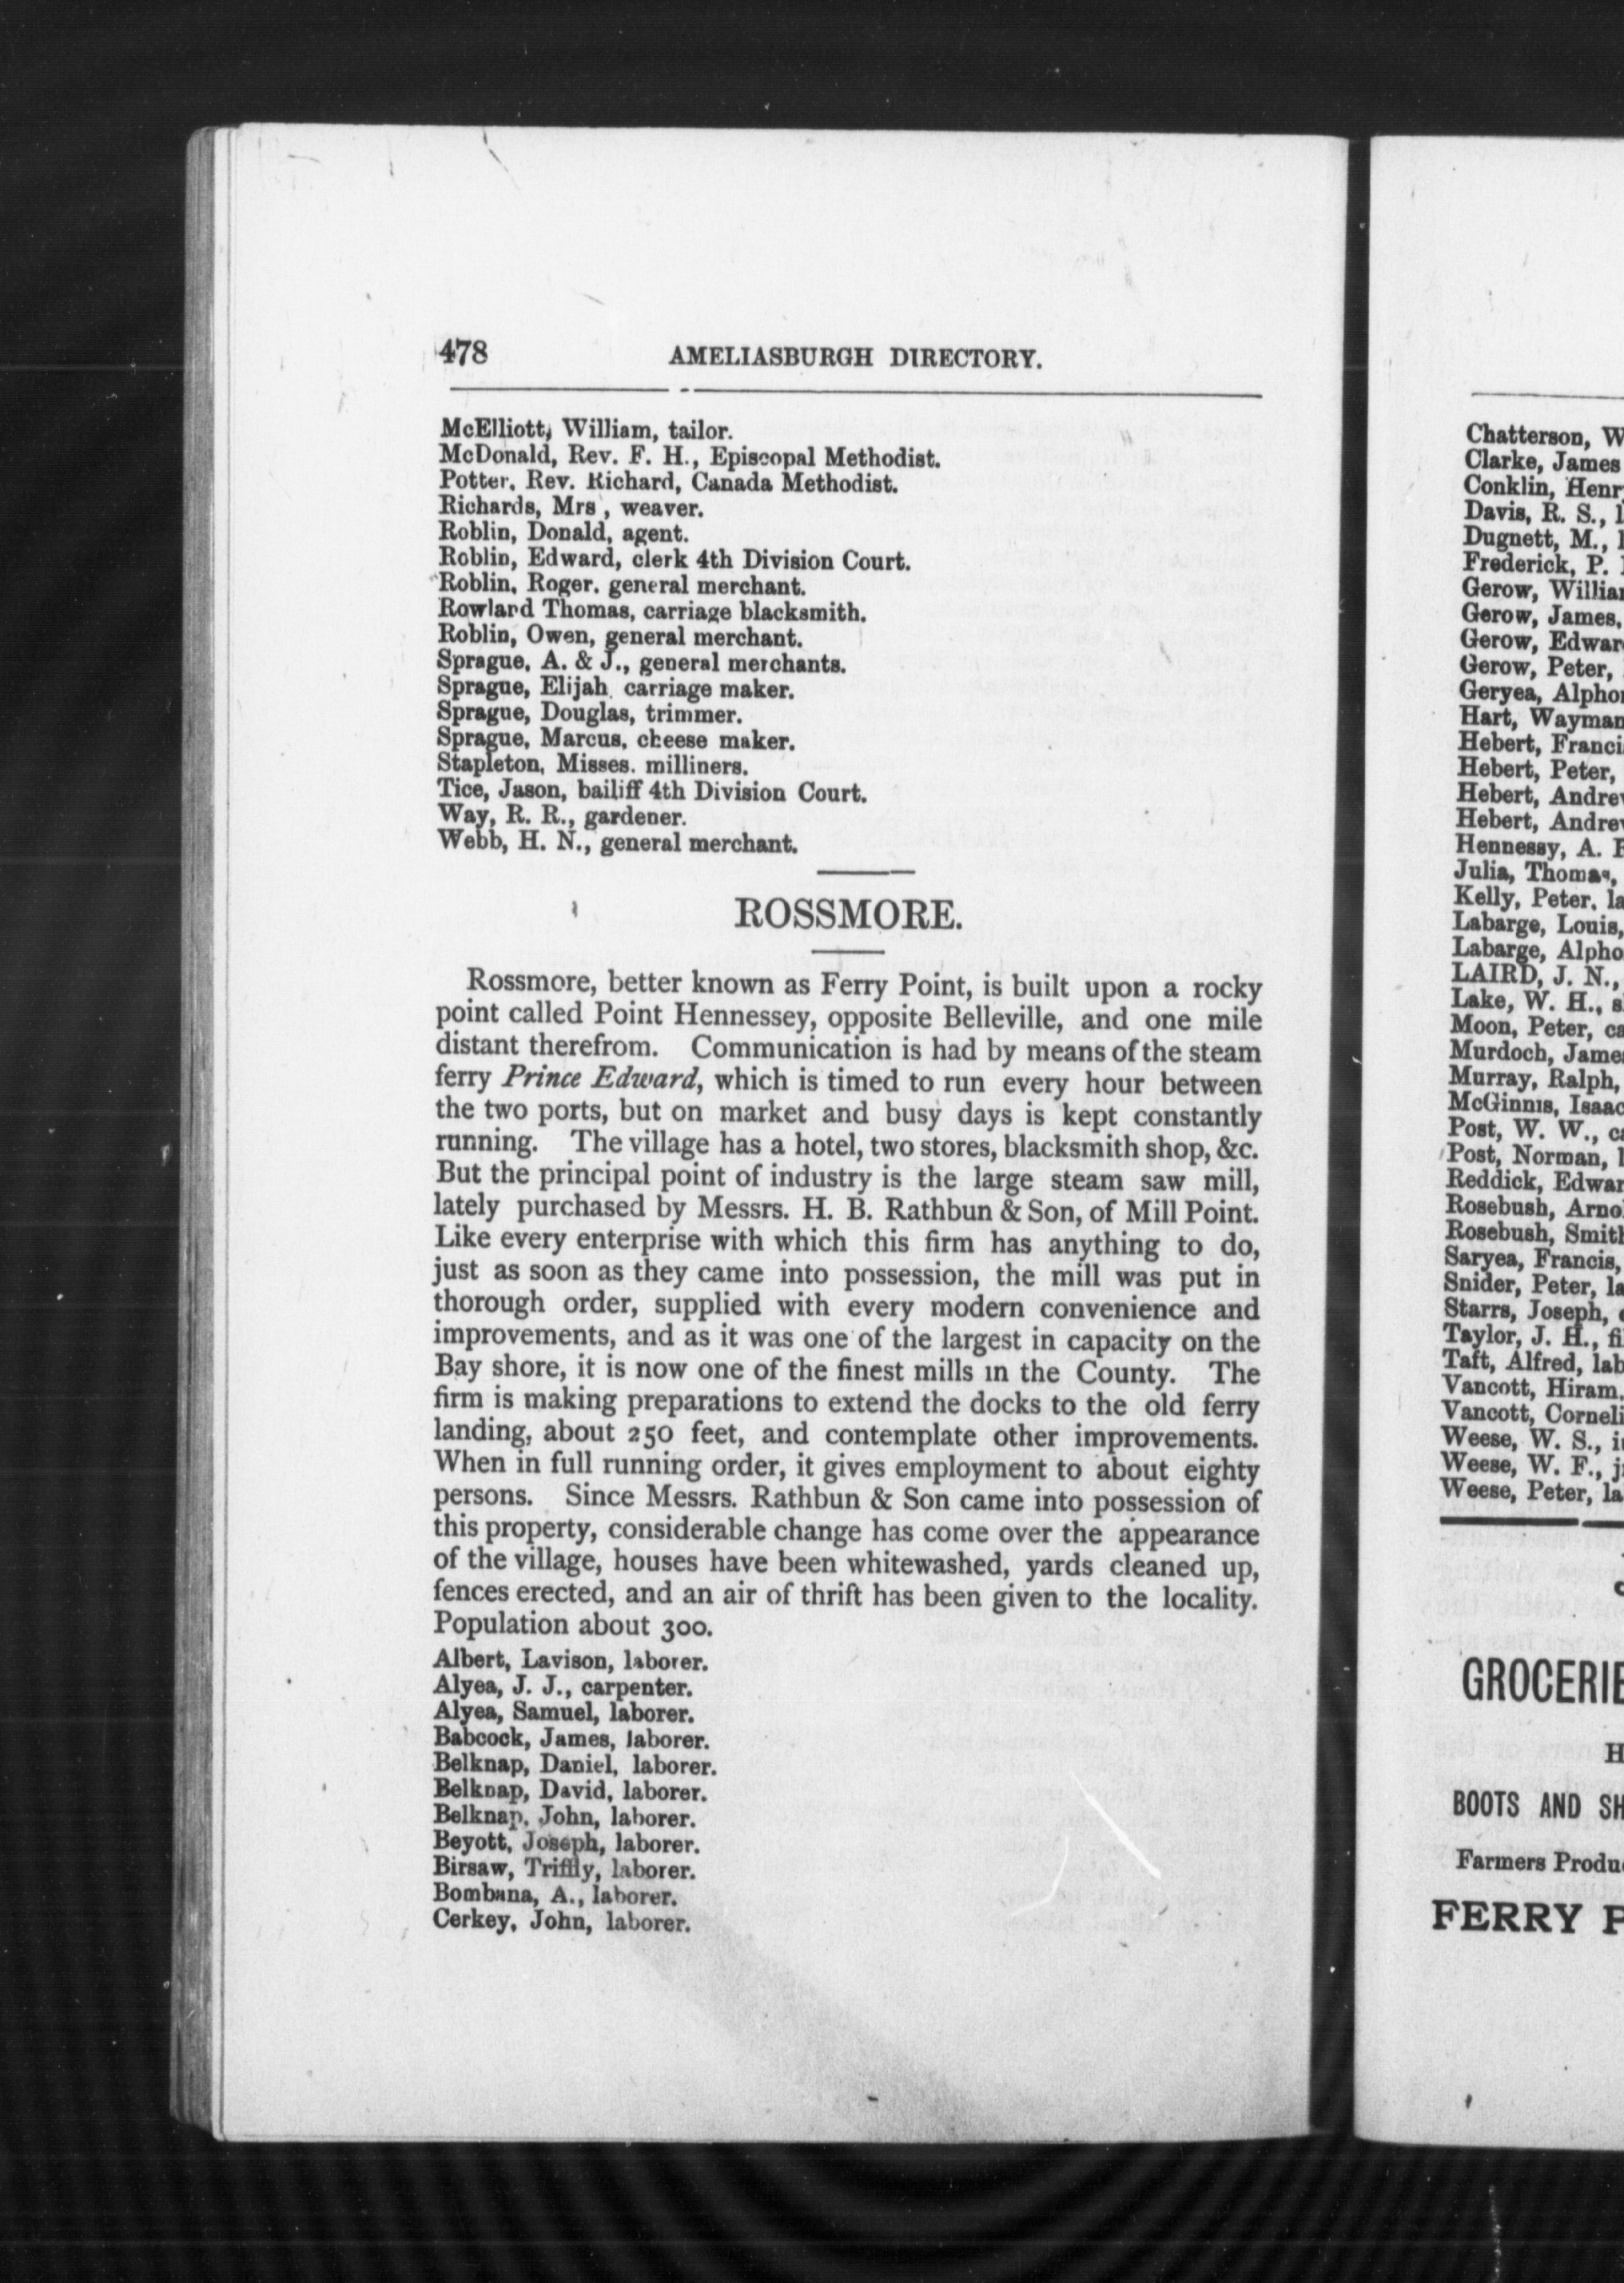 478 AMELIASBURGH DIRECTORY.
McElliott, William, tailor.
McDonald, Rev. F. H., Episcopal Methodist.
Potter, Rev. Richard, Canada Methodist.
Richards, Mrs , weaver.
Roblin, Donald, agent.
Roblin, Edward, clerk 4th Division Court.
Roblin, Roger. general merchant.
Rowland Thomas, carriage blacksmith.
Roblin, Owen, general merchant.
Sprague, A. & J., general merchants.
Sprague, Elijah carriage maker.
Sprague, Douglas, trimmer.
Sprague, Marcus, cheese maker.
Stapleton, Misses. milliners.
Tice, Jason, bailiff 4th Division Court.
Way, R. R., gardener.
Webb, H. N., general merchant.
ROSSMORE.
Rossmore, better known as Ferry Point, is built upon a rocky
point called Point Hennessey, opposite Belleville, and one mile
distant therefrom. Communication is had by means of the steam
ferry Prince Edward, which is timed to run every hour between
the two ports, but on market and busy days is kept constantly
running. The village has a hotel, two stores, blacksmith shop, &c.
But the principal point of industry is the large steam saw mill,
lately purchased by Messrs. H. B. Rathbun & Son, of Mill Point.
Like every enterprise with which this firm has anything to do,
just as soon as they came into possession, the mill was put in
thorough order, supplied with every modern convenience and
improvements, and as it was one of the largest in capacity on the
Bay shore, it is now one of the finest mills in the County. The
firm is making preparations to extend the docks to the old ferry
landing, about 250 feet, and contemplate other improvements.
When in full running order, it gives employment to about eighty
persons. Since Messrs. Rathbun & Son came into possession of
this property, considerable change has come over the appearance
of the village, houses have been whitewashed, yards cleaned up,
fences erected, and an air of thrift has been given to the locality.
Population about 300.
Albert, Lavison, laborer.
Alyea, J. J., carpenter.
Alyea, Samuel, laborer.
Babcock, James, laborer.
Belknap, Daniel, laborer.
Belknap, David, laborer.
Belknap, John, laborer.
Beyott, Joseph, laborer.
Birsaw, Triffly, laborer.
Bombana, A., laborer.
Cerkey, John, laborer.
Chatterson, W
Clarke, James
Conklin, Henr
Davis, R. S., l
Dugnett, M., l
Frederick, P.
Gerow, Willia
Gerow, James,
Gerow, Edwar
Gerow, Peter,
Geryea, Alpho
Hart, Wayman
Hebert, Franci
Hebert, Peter,
Hebert, Andre
Hebert, Andre
Hennessy, A.
Julia, Thomas,
Kelly, Peter, la
Labarge, Louis,
Labarge, Alpho
LAIRD, J. N.,
Lake, W. H., s
Moon, Peter, ca
Murdoch, Jame
Murray, Ralph,
McGinnis, Isaac
Post, W. W., ca
Post, Norman, l
Reddick, Edwar
Rosebush, Arno
Rosebush, Smit
Saryea, Francis,
Snider, Peter, la
Starrs, Joseph,
Taylor, J. H., fi
Taft, Alfred, lab
Vancott, Hiram,
Vancott, Corneli
Weese, W. S., i
Weese, W. F., j
Weese, Peter, la
GROCERIE
H
BOOTS AND SH
Farmers Produ
FERRY P